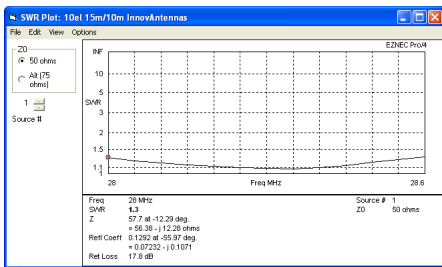 SWR Plot: 10el 15m/10m InnovAntennas
File Edit View Options
Z0
50 ohms
Alt (75
ohms)
1
Source #
EZNEC Pro/4
INF
10
5
SWR
3
2
1.5
1.1
1
28 Freq MHz 28.6
Freq 28 MHz Source # 1
SWR 1.3 Z0 50 ohms
Z 57.7 at -12.29 deg.
= 56.38 - j 12.28 ohms
Refl Coeff 0.1292 at -55.97 deg.
= 0.07232 - j 0.1071
Ret Loss 17.8 dB